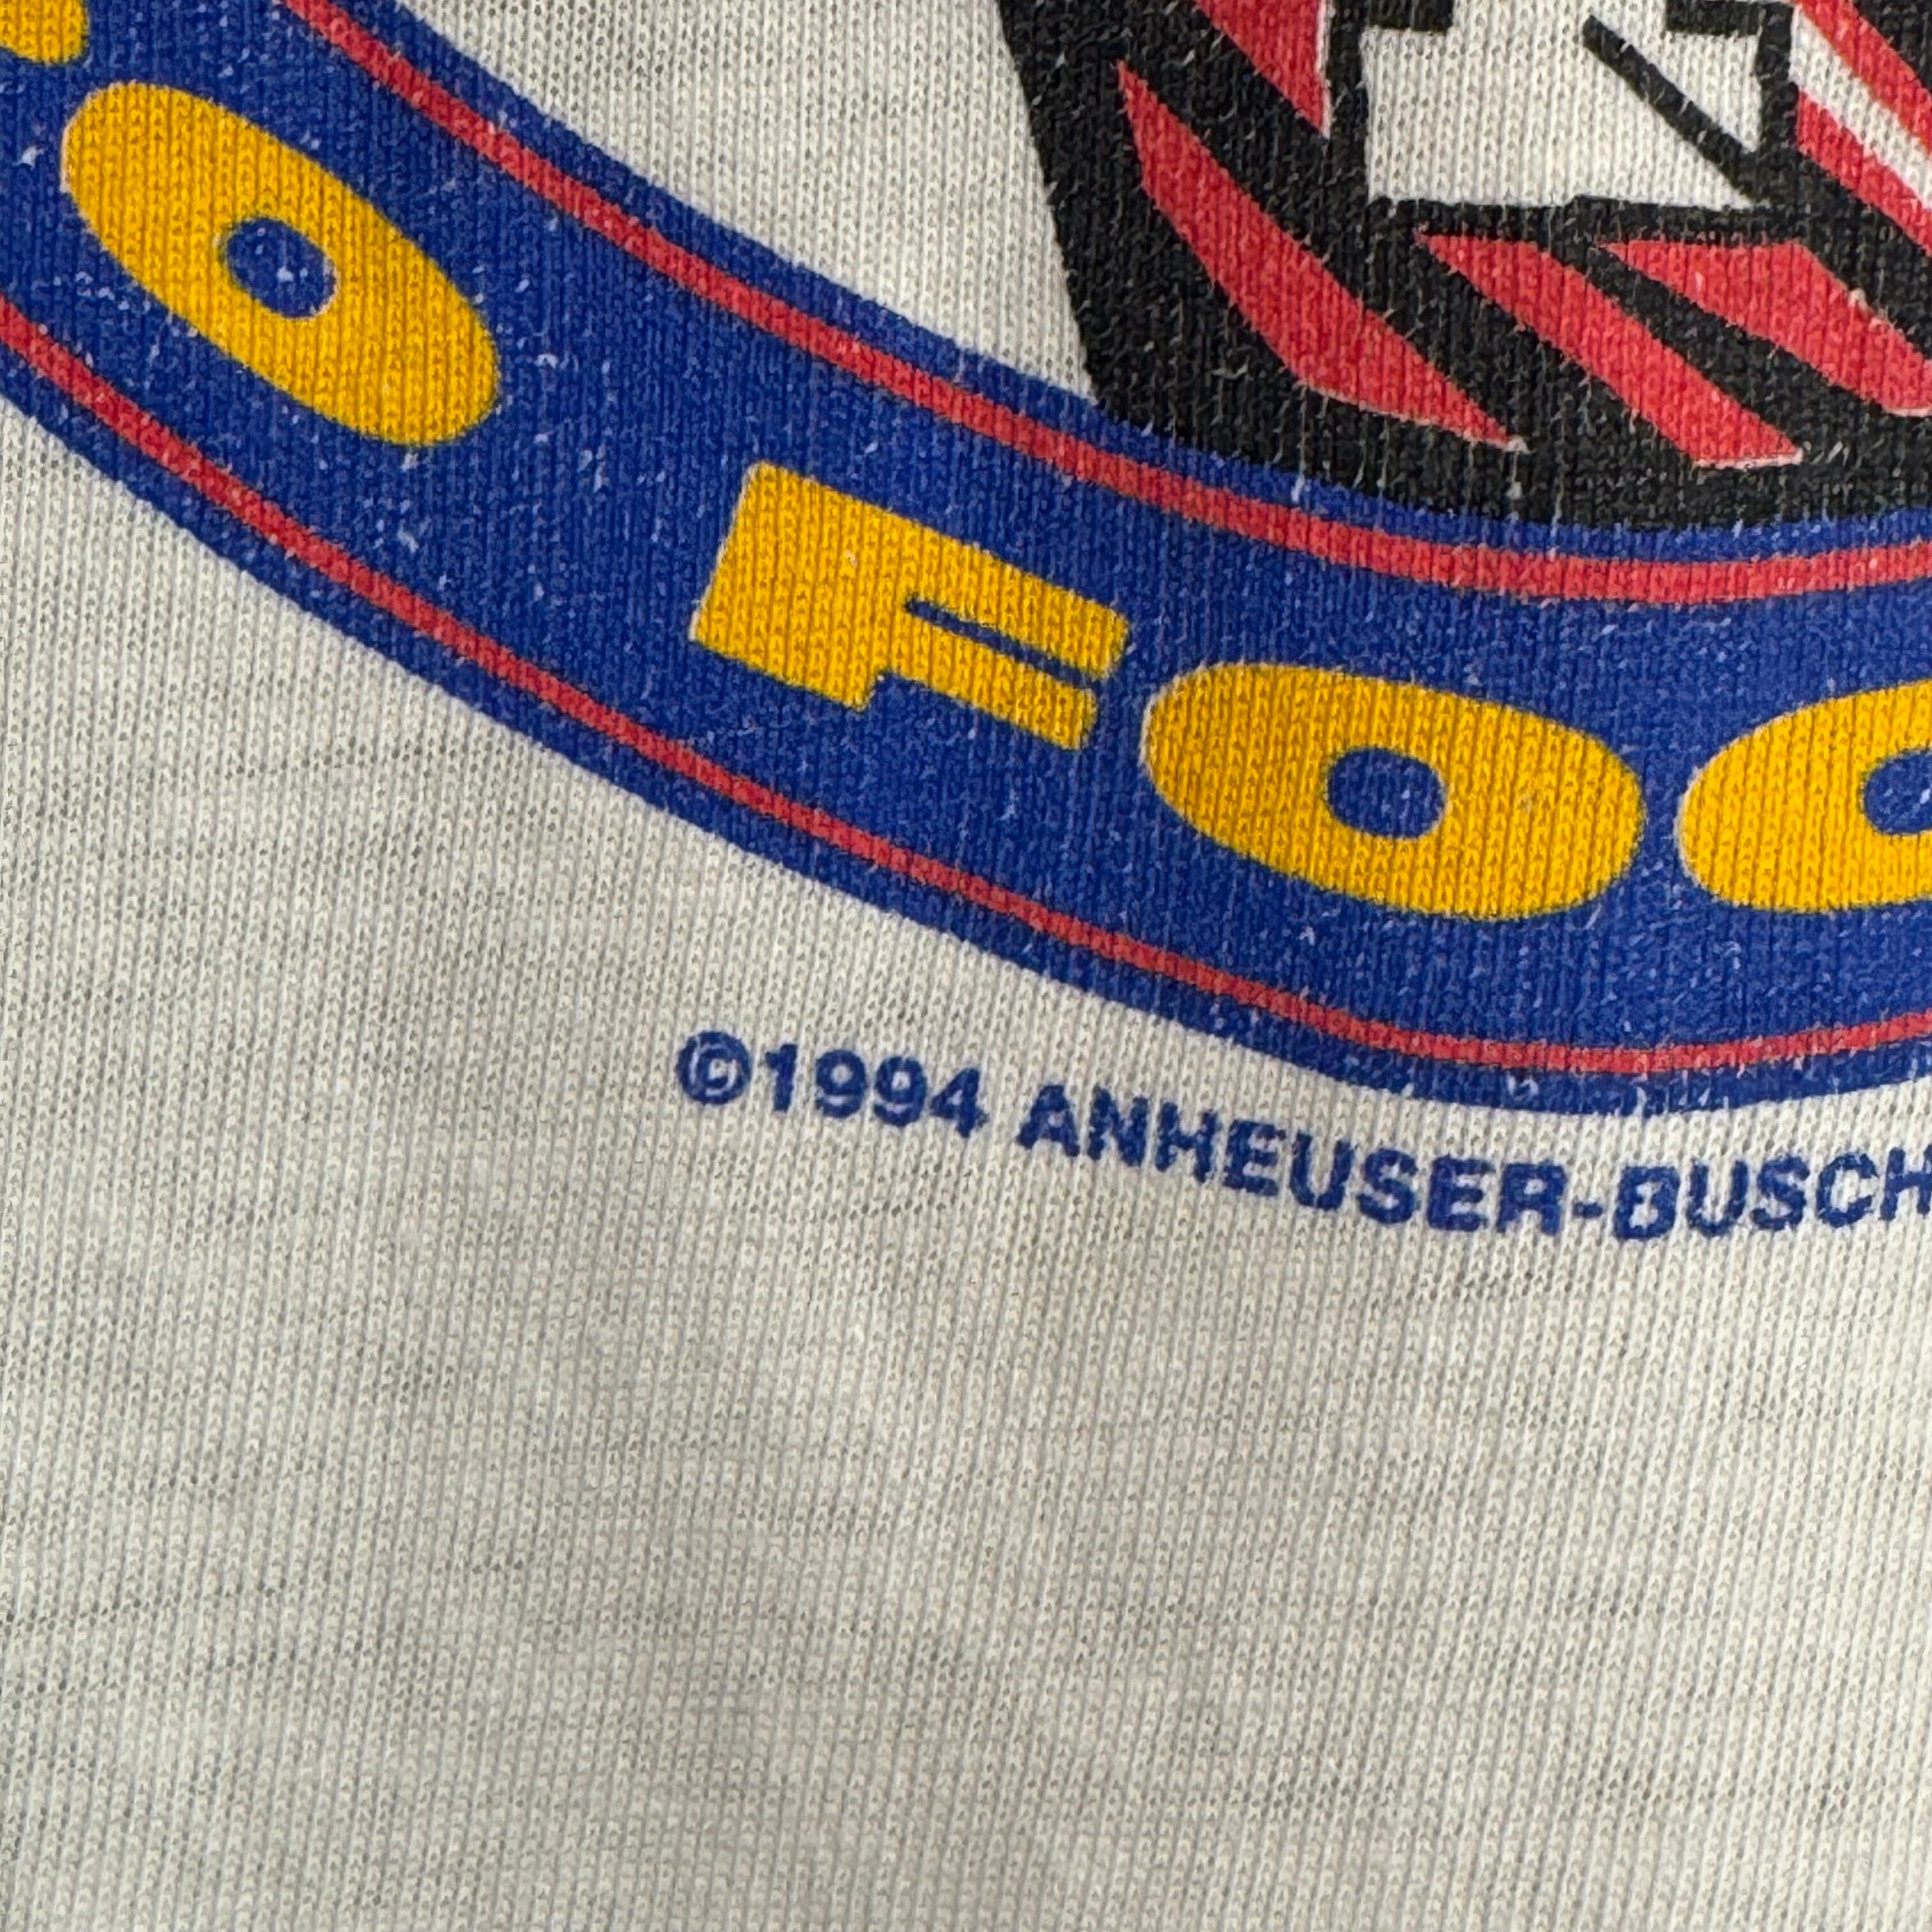 O FOO
©1994 ANHEUSER-BUSCH